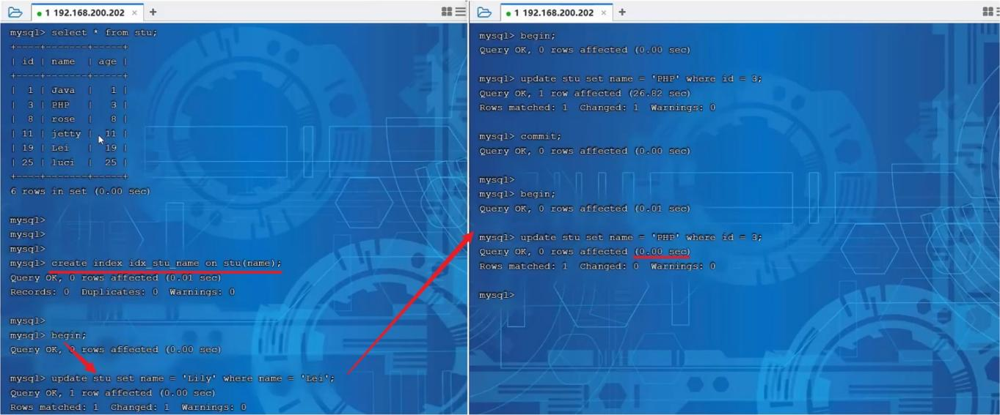 1 192.168.200.202 × +
mysql> select * from stu;
+----+-------+-----+
| id | name  | age |
+----+-------+-----+
|  1 | Java  |   1 |
|  3 | PHP   |   3 |
|  8 | rose  |   8 |
| 11 | jetty |  11 |
| 19 | Lei   |  19 |
| 25 | luci  |  25 |
+----+-------+-----+
6 rows in set (0.00 sec)
mysql>
mysql>
mysql>
mysql> create index idx_stu_name on stu(name);
Query OK, 0 rows affected (0.01 sec)
Records: 0  Duplicates: 0  Warnings: 0
mysql>
mysql> begin;
Query OK, 0 rows affected (0.00 sec)
mysql> update stu set name = 'Lily' where name = 'Lei';
Query OK, 1 row affected (0.00 sec)
Rows matched: 1  Changed: 1  Warnings: 0
1 192.168.200.202 × +
mysql> begin;
Query OK, 0 rows affected (0.00 sec)
mysql> update stu set name = 'PHP' where id = 3;
Query OK, 1 row affected (26.82 sec)
Rows matched: 1  Changed: 1  Warnings: 0
mysql> commit;
Query OK, 0 rows affected (0.00 sec)
mysql>
mysql> begin;
Query OK, 0 rows affected (0.01 sec)
mysql> update stu set name = 'PHP' where id = 3;
Query OK, 0 rows affected (0.00 sec)
Rows matched: 1  Changed: 0  Warnings: 0
mysql>